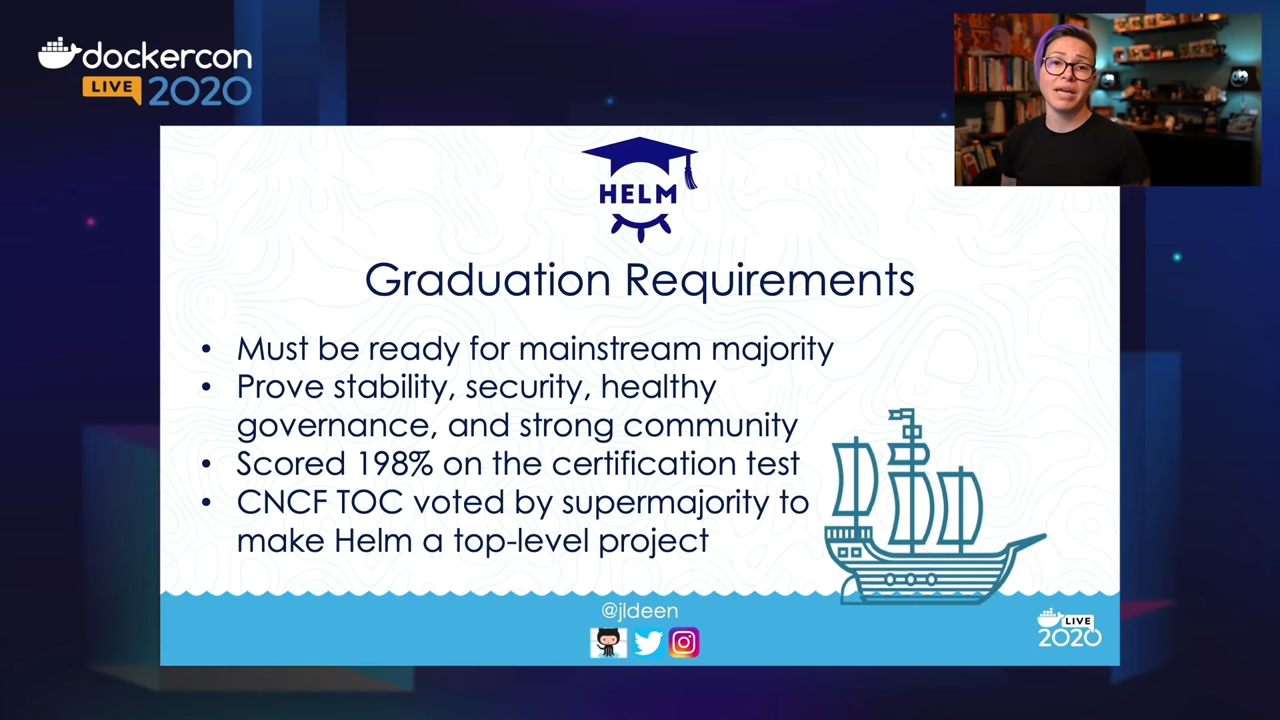 dockercon
LIVE
2020
HELM
Graduation Requirements
• Must be ready for mainstream majority
• Prove stability, security, healthy
governance, and strong community
• Scored 198% on the certification test
• CNCF TOC voted by supermajority to
make Helm a top-level project
@jldeen
LIVE
2020